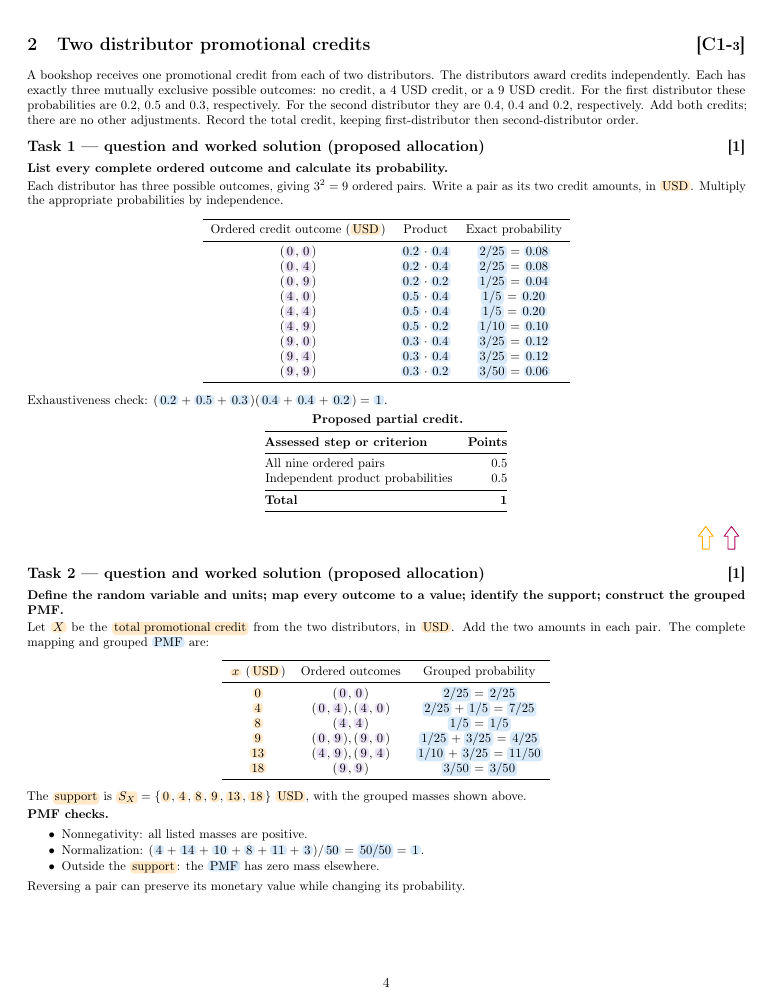 2 Two distributor promotional credits [C1-3]
A bookshop receives one promotional credit from each of two distributors. The distributors award credits independently. Each has
exactly three mutually exclusive possible outcomes: no credit, a 4 USD credit, or a 9 USD credit. For the first distributor these
probabilities are 0.2, 0.5 and 0.3, respectively. For the second distributor they are 0.4, 0.4 and 0.2, respectively. Add both credits;
there are no other adjustments. Record the total credit, keeping first-distributor then second-distributor order.
Task 1 — question and worked solution (proposed allocation) [1]
List every complete ordered outcome and calculate its probability.
Each distributor has three possible outcomes, giving 3² = 9 ordered pairs. Write a pair as its two credit amounts, in USD. Multiply
the appropriate probabilities by independence.
Ordered credit outcome (USD) Product Exact probability
(0, 0) 0.2 · 0.4 2/25 = 0.08
(0, 4) 0.2 · 0.4 2/25 = 0.08
(0, 9) 0.2 · 0.2 1/25 = 0.04
(4, 0) 0.5 · 0.4 1/5 = 0.20
(4, 4) 0.5 · 0.4 1/5 = 0.20
(4, 9) 0.5 · 0.2 1/10 = 0.10
(9, 0) 0.3 · 0.4 3/25 = 0.12
(9, 4) 0.3 · 0.4 3/25 = 0.12
(9, 9) 0.3 · 0.2 3/50 = 0.06
Exhaustiveness check: (0.2 + 0.5 + 0.3)(0.4 + 0.4 + 0.2) = 1.
Proposed partial credit.
Assessed step or criterion Points
All nine ordered pairs 0.5
Independent product probabilities 0.5
Total 1
Task 2 — question and worked solution (proposed allocation) [1]
Define the random variable and units; map every outcome to a value; identify the support; construct the grouped
PMF.
Let X be the total promotional credit from the two distributors, in USD. Add the two amounts in each pair. The complete
mapping and grouped PMF are:
x (USD) Ordered outcomes Grouped probability
0 (0, 0) 2/25 = 2/25
4 (0, 4),(4, 0) 2/25 + 1/5 = 7/25
8 (4, 4) 1/5 = 1/5
9 (0, 9),(9, 0) 1/25 + 3/25 = 4/25
13 (4, 9),(9, 4) 1/10 + 3/25 = 11/50
18 (9, 9) 3/50 = 3/50
The support is S_X = {0, 4, 8, 9, 13, 18} USD, with the grouped masses shown above.
PMF checks.
• Nonnegativity: all listed masses are positive.
• Normalization: (4 + 14 + 10 + 8 + 11 + 3)/50 = 50/50 = 1.
• Outside the support: the PMF has zero mass elsewhere.
Reversing a pair can preserve its monetary value while changing its probability.
4